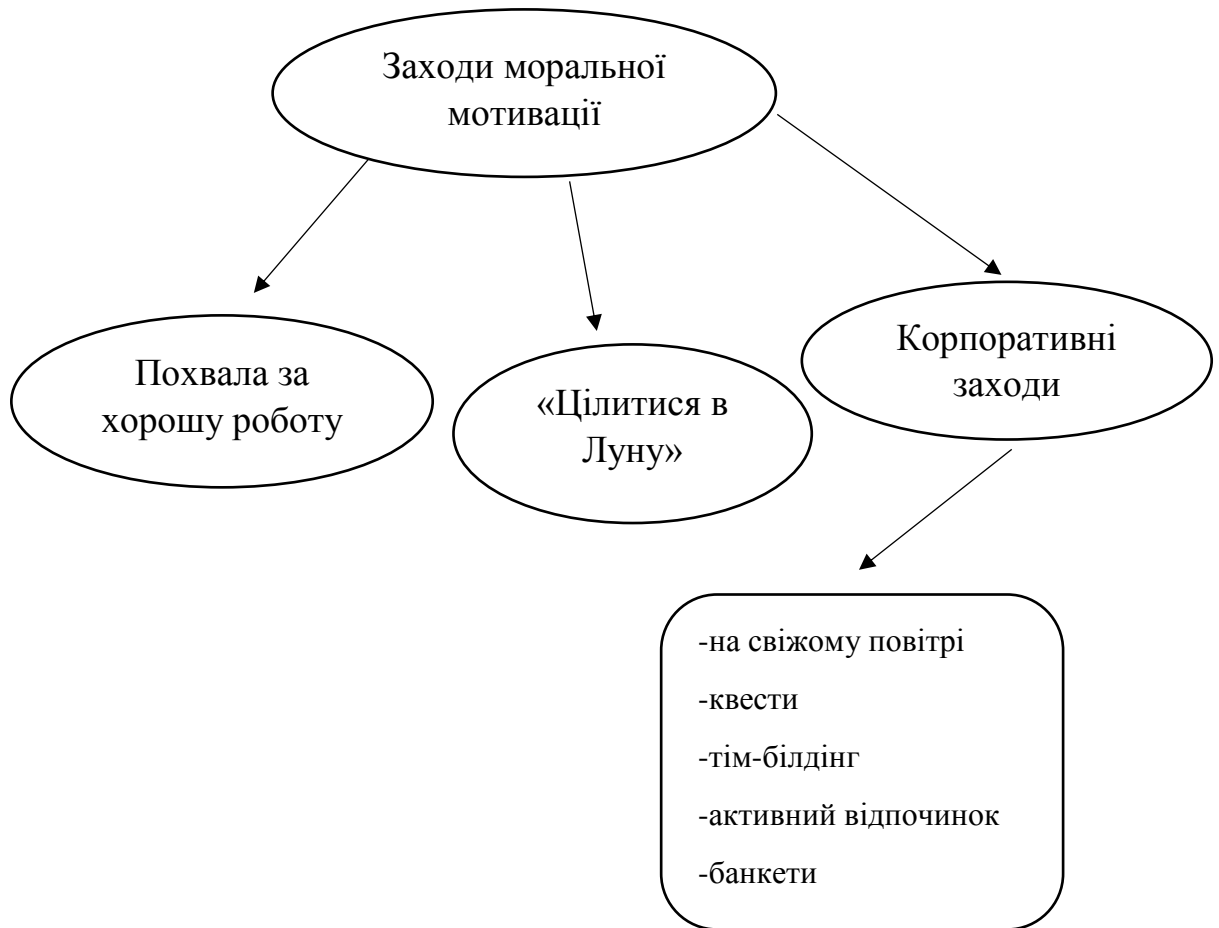 Заходи моральної
мотивації
Похвала за
хорошу роботу
«Цілитися в
Луну»
Корпоративні
заходи
-на свіжому повітрі
-квести
-тім-білдінг
-активний відпочинок
-банкети